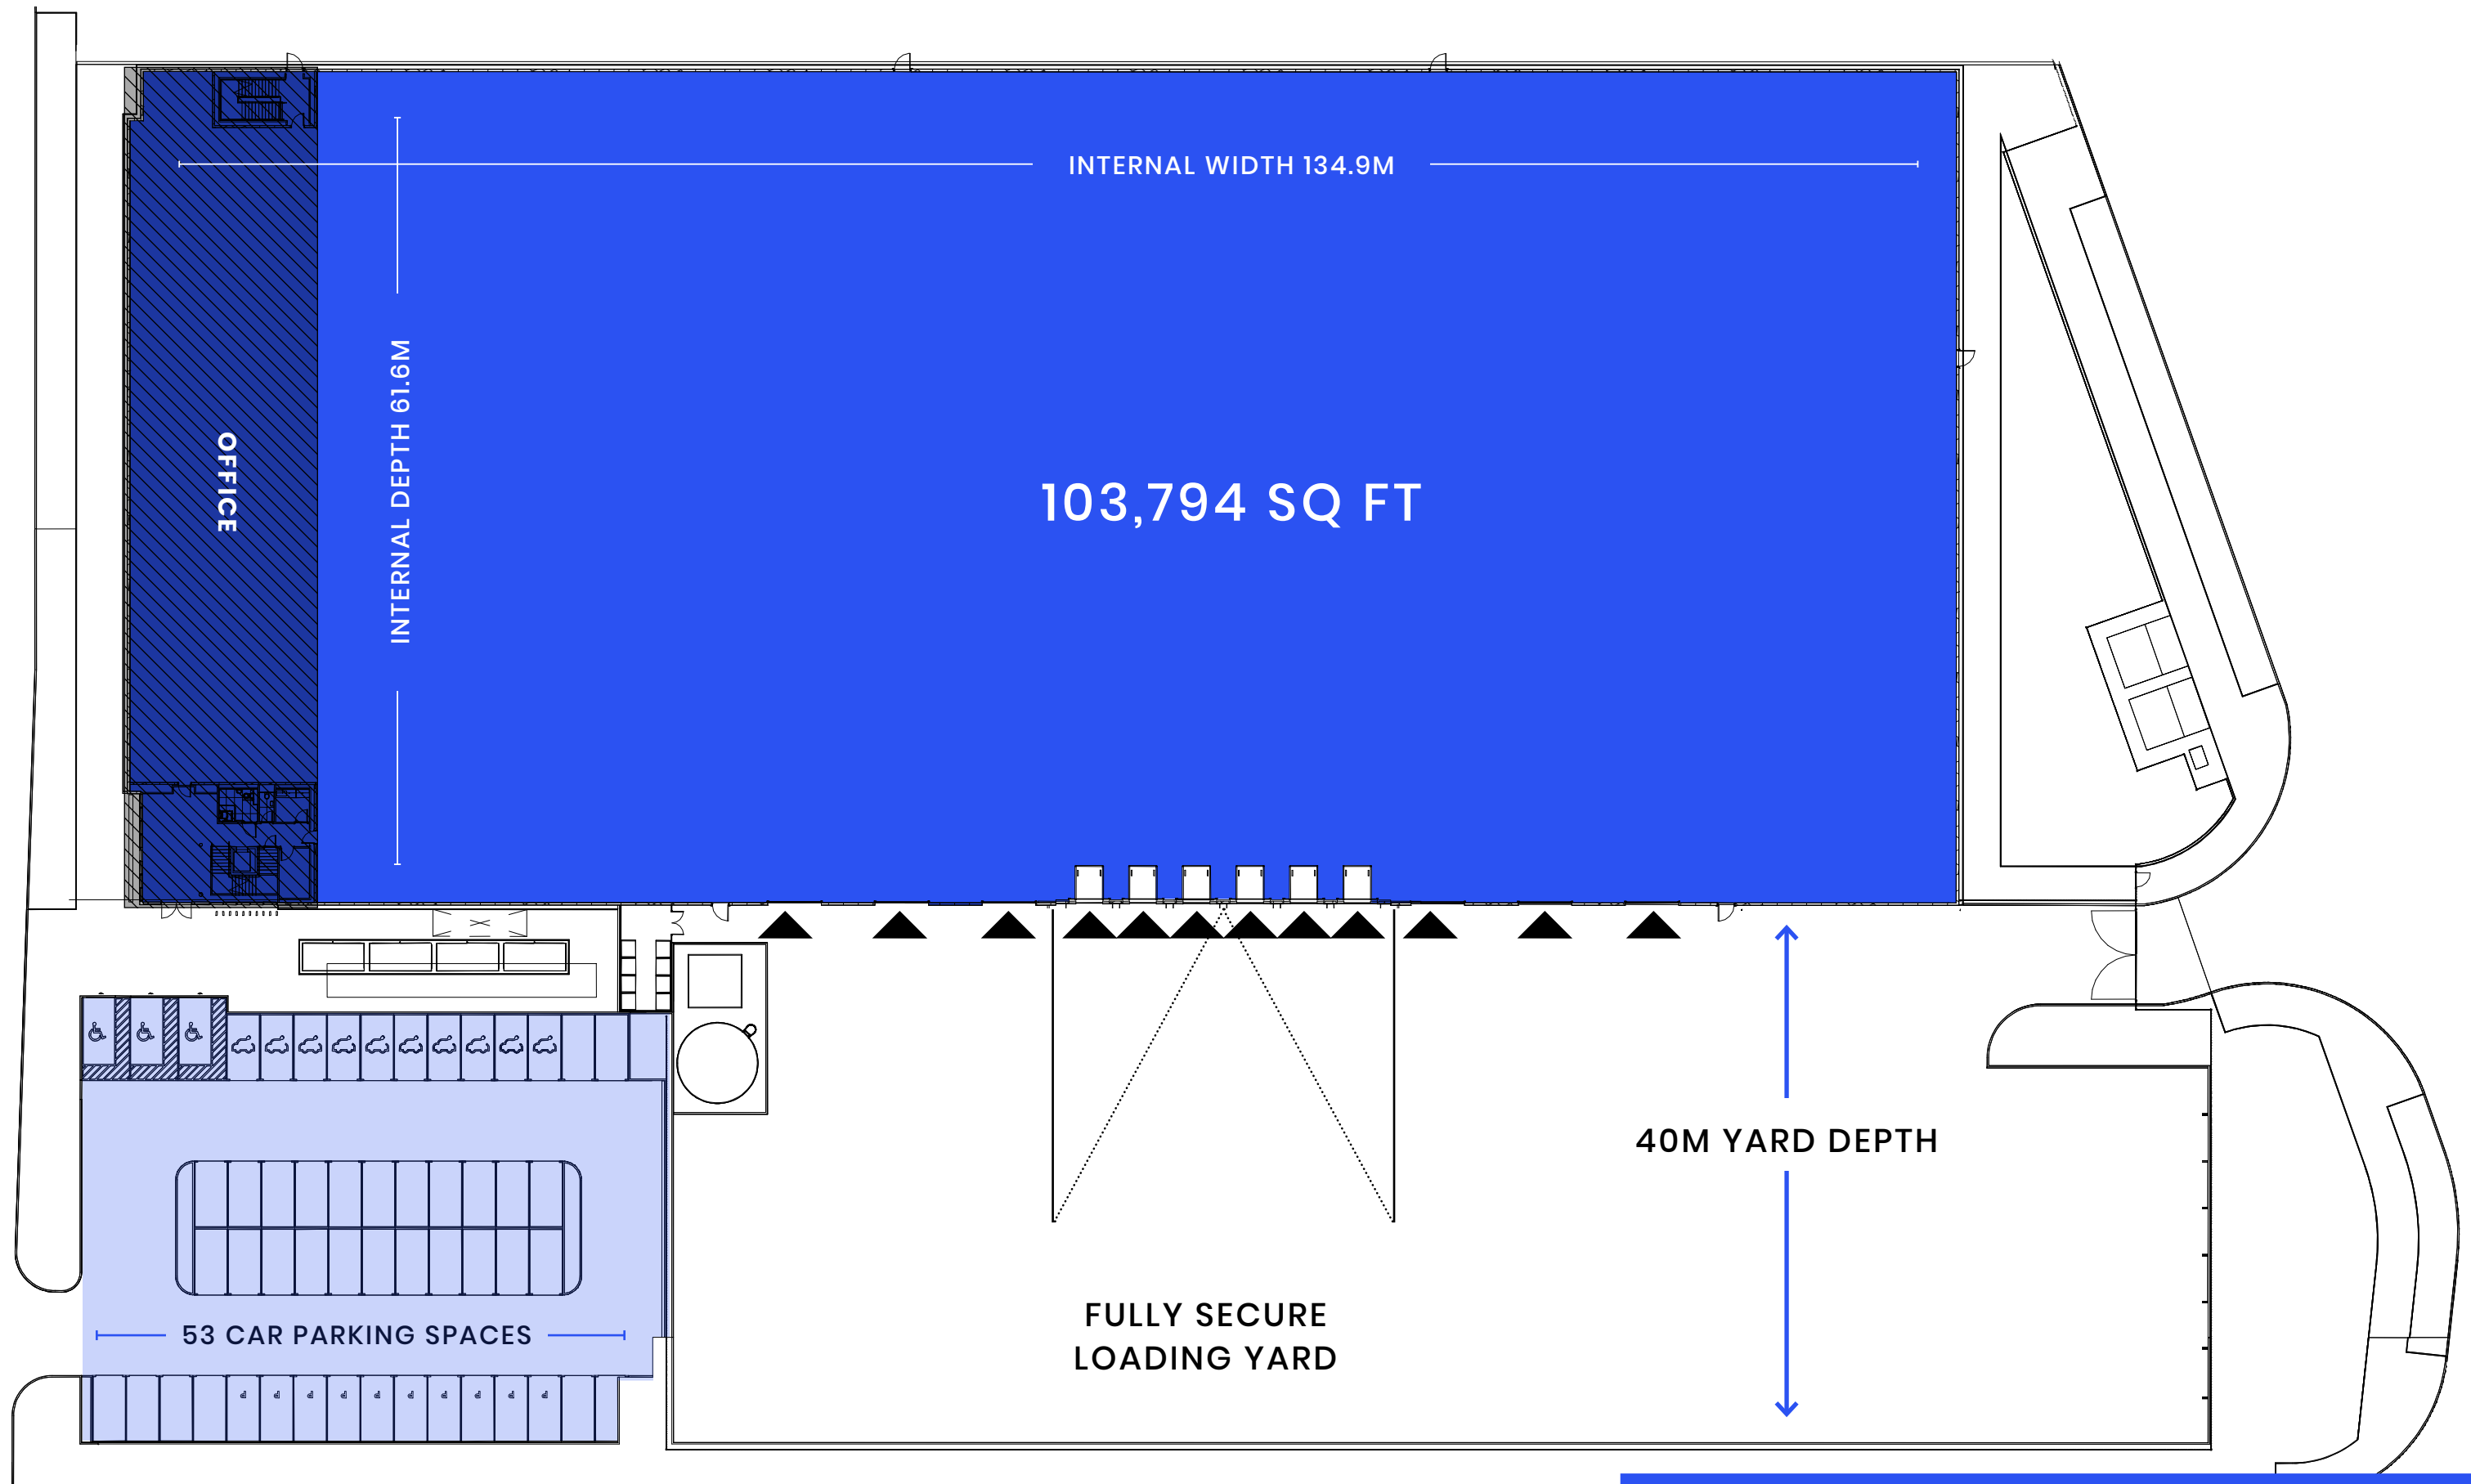 INTERNAL WIDTH 134.9M
INTERNAL DEPTH 61.6M
OFFICE
103,794 SQ FT
40M YARD DEPTH
FULLY SECURE
LOADING YARD
53 CAR PARKING SPACES